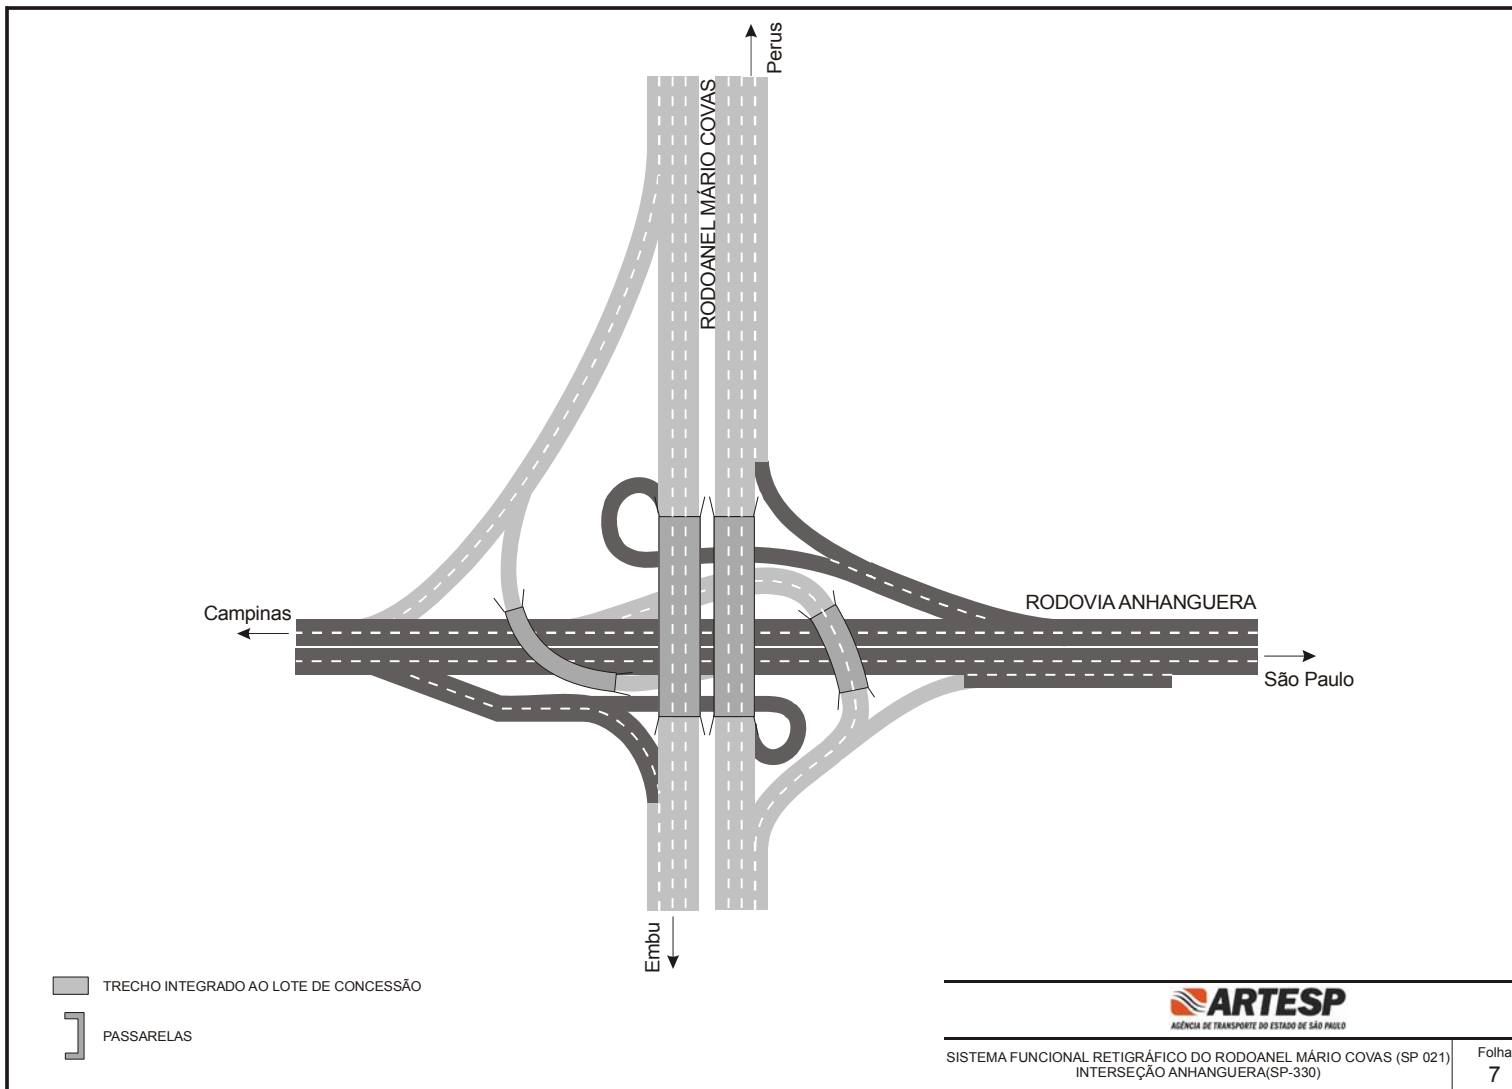 Perus
RODOANEL MÁRIO COVAS
Campinas
RODOVIA ANHANGUERA
São Paulo
Embu
TRECHO INTEGRADO AO LOTE DE CONCESSÃO
PASSARELAS
ARTESP
AGÊNCIA DE TRANSPORTE DO ESTADO DE SÃO PAULO
SISTEMA FUNCIONAL RETIGRÁFICO DO RODOANEL MÁRIO COVAS (SP 021)
INTERSEÇÃO ANHANGUERA(SP-330)
Folha
7